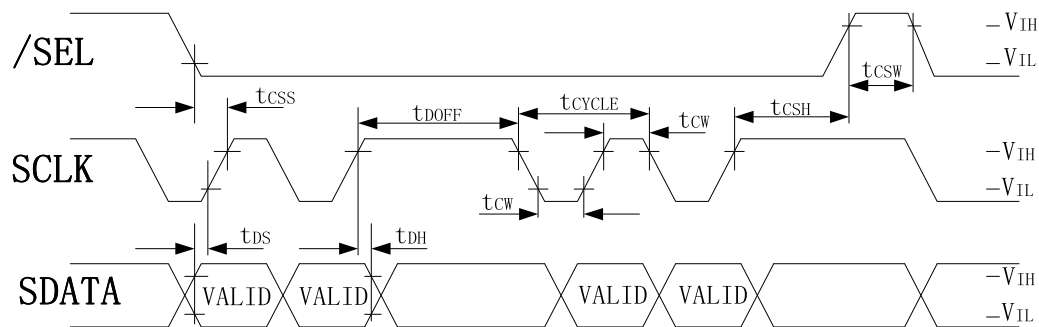 /SEL
VIH
VIL
tCSS
tCSW
tDOFF
tCYCLE
tCW
tCSH
SCLK
VIH
VIL
tCW
tDS
tDH
SDATA
VALID VALID VALID VALID
VIH
VIL